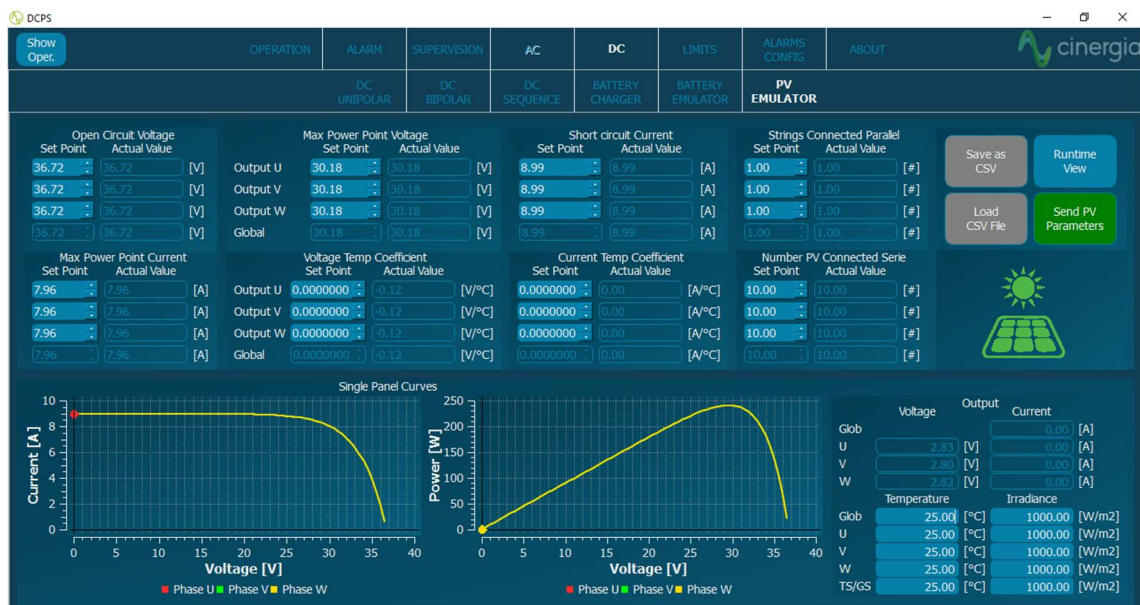 DCPS
Show
Oper.
OPERATION ALARM SUPERVISION AC DC LIMITS ALARMS CONFIG ABOUT
cinergia
DC UNIPOLAR DC BIPOLAR DC SEQUENCE BATTERY CHARGER BATTERY EMULATOR PV EMULATOR
Open Circuit Voltage Max Power Point Voltage Short circuit Current Strings Connected Parallel
Set Point Actual Value Set Point Actual Value Set Point Actual Value Set Point Actual Value
36.72 36.72 [V] Output U 30.18 30.18 [V] 8.99 8.99 [A] 1.00 1.00 [#]
36.72 36.72 [V] Output V 30.18 30.18 [V] 8.99 8.99 [A] 1.00 1.00 [#]
36.72 36.72 [V] Output W 30.18 30.18 [V] 8.99 8.99 [A] 1.00 1.00 [#]
36.72 36.72 [V] Global 30.18 30.18 [V] 8.99 8.99 [A] 1.00 1.00 [#]
Save as CSV Runtime View
Load CSV File Send PV Parameters
Max Power Point Current Voltage Temp Coefficient Current Temp Coefficient Number PV Connected Serie
Set Point Actual Value Set Point Actual Value Set Point Actual Value Set Point Actual Value
7.96 7.96 [A] Output U 0.0000000 -0.12 [V/ºC] 0.0000000 0.00 [A/ºC] 10.00 10.00 [#]
7.96 7.96 [A] Output V 0.0000000 -0.12 [V/ºC] 0.0000000 0.00 [A/ºC] 10.00 10.00 [#]
7.96 7.96 [A] Output W 0.0000000 -0.12 [V/ºC] 0.0000000 0.00 [A/ºC] 10.00 10.00 [#]
7.96 7.96 [A] Global 0.0000000 -0.12 [V/ºC] 0.0000000 0.00 [A/ºC] 10.00 10.00 [#]
Single Panel Curves
Current [A]
10
8
6
4
2
0
0 5 10 15 20 25 30 35 40
Voltage [V]
Phase U Phase V Phase W
Power [W]
250
200
150
100
50
0
0 5 10 15 20 25 30 35 40
Voltage [V]
Phase U Phase V Phase W
Output
Voltage Current
Glob 0.00 [A]
U 2.83 [V] 0.00 [A]
V 2.80 [V] 0.00 [A]
W 2.82 [V] 0.00 [A]
Temperature Irradiance
Glob 25.00 [ºC] 1000.00 [W/m2]
U 25.00 [ºC] 1000.00 [W/m2]
V 25.00 [ºC] 1000.00 [W/m2]
W 25.00 [ºC] 1000.00 [W/m2]
TS/GS 25.00 [ºC] 1000.00 [W/m2]